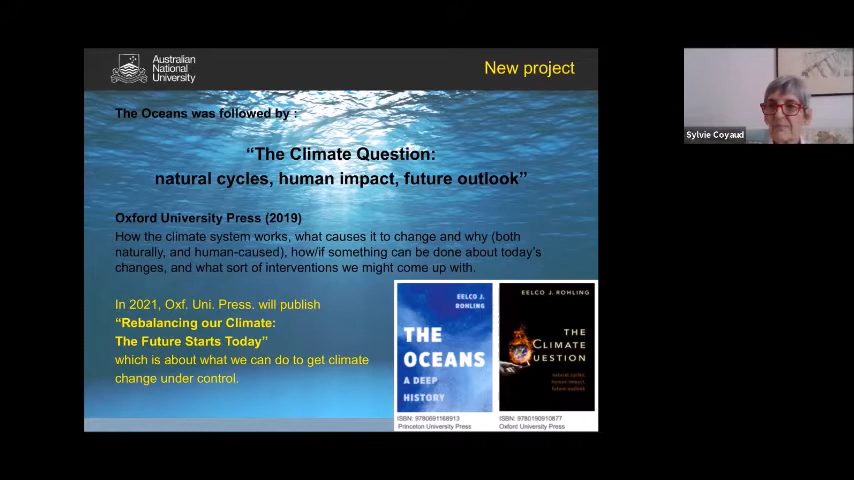 Australian
National
University
New project
Sylvie Coyaud
The Oceans was followed by :
“The Climate Question:
natural cycles, human impact, future outlook”
Oxford University Press (2019)
How the climate system works, what causes it to change and why (both
naturally, and human-caused), how/if something can be done about today's
changes, and what sort of interventions we might come up with.
In 2021, Oxf. Uni. Press. will publish
“Rebalancing our Climate:
The Future Starts Today”
which is about what we can do to get climate
change under control.
EELCO J.
ROHLING
THE
OCEANS
A DEEP
HISTORY
ISBN: 9780691168913
Princeton University Press
EELCO J. ROHLING
THE
CLIMATE
QUESTION
natural cycles,
human impact,
future outlook
ISBN: 9780190910877
Oxford University Press